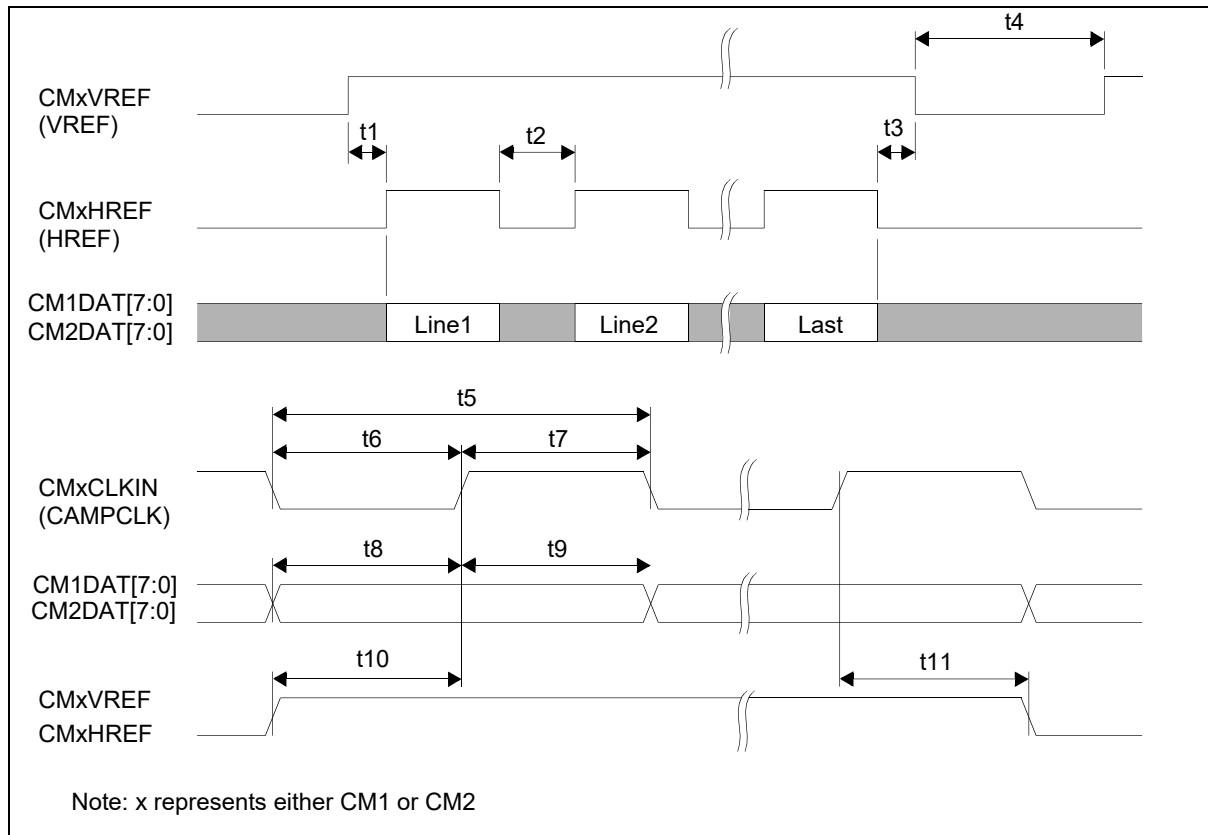 t4
CMxVREF
(VREF)
t1
t2
t3
CMxHREF
(HREF)
CM1DAT[7:0]
CM2DAT[7:0]
Line1
Line2
Last
t5
t6
t7
CMxCLKIN
(CAMPCLK)
t8
t9
CM1DAT[7:0]
CM2DAT[7:0]
t10
t11
CMxVREF
CMxHREF
Note: x represents either CM1 or CM2